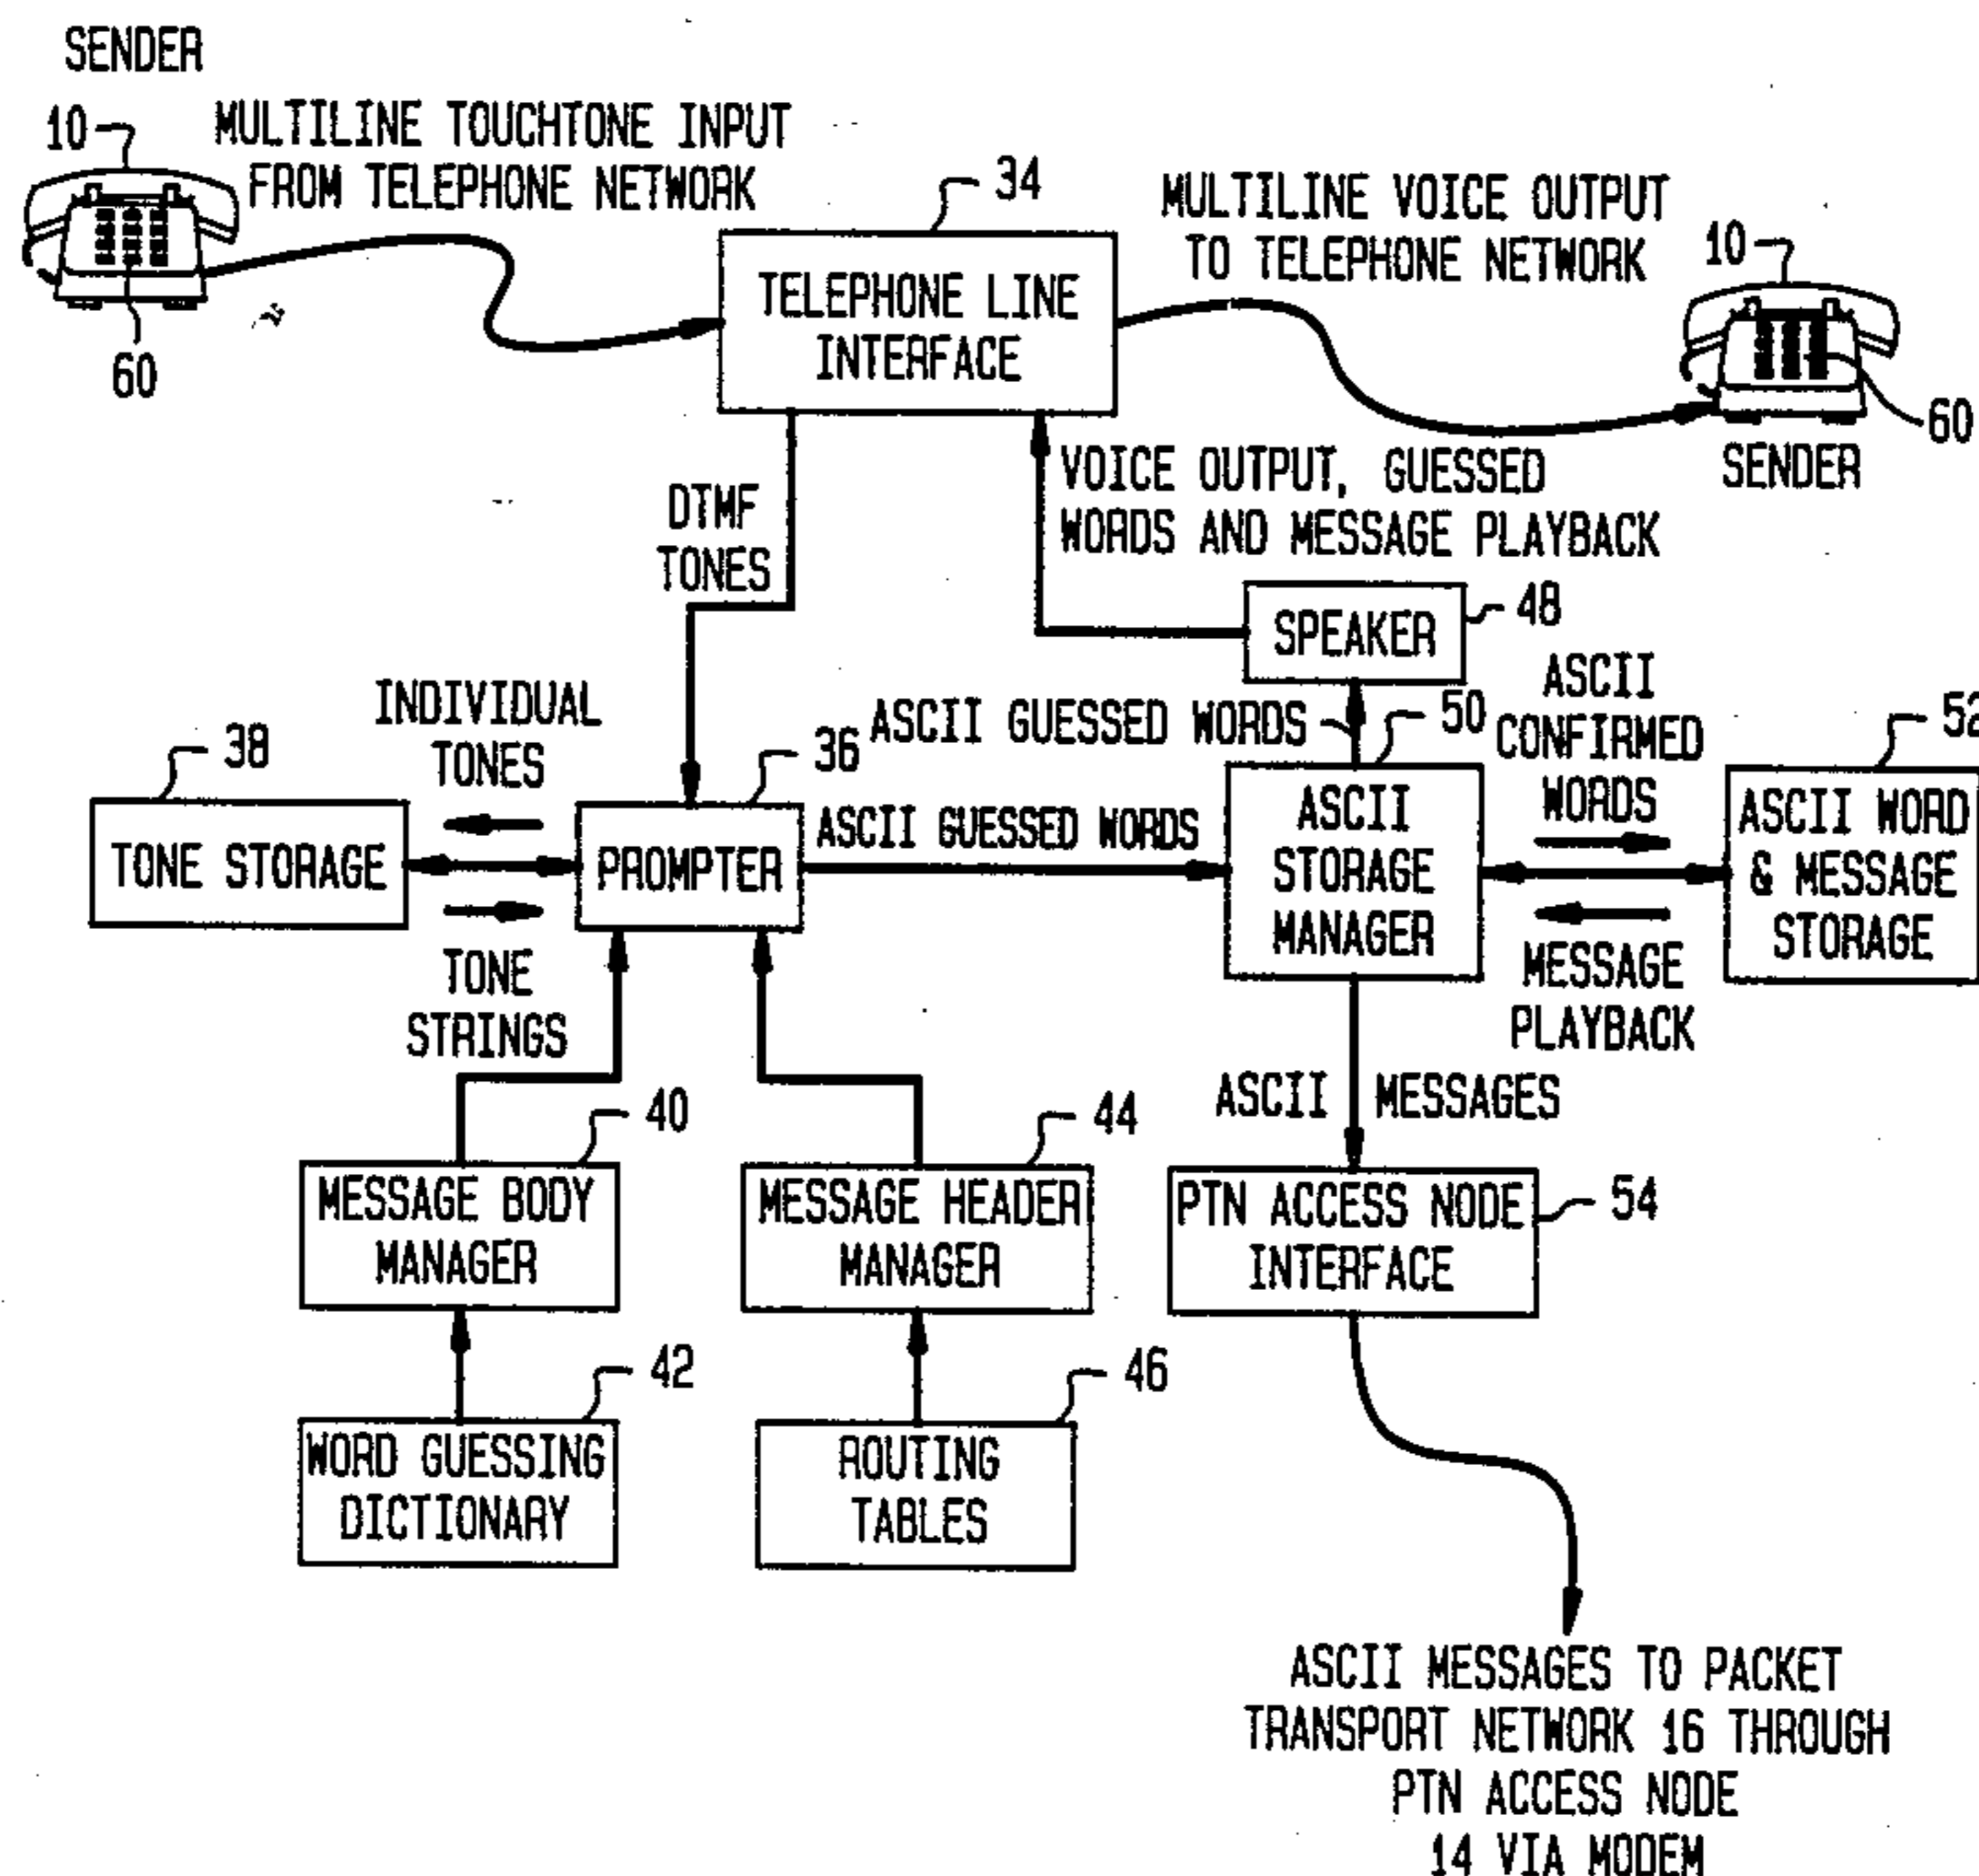 SENDER
10
MULTILINE TOUCHTONE INPUT
FROM TELEPHONE NETWORK
60
34
TELEPHONE LINE
INTERFACE
MULTILINE VOICE OUTPUT
TO TELEPHONE NETWORK
10
60
SENDER
DTMF
TONES
VOICE OUTPUT, GUESSED
WORDS AND MESSAGE PLAYBACK
SPEAKER
48
ASCII GUESSED WORDS
50
ASCII
CONFIRMED
WORDS
52
38
INDIVIDUAL
TONES
36
TONE STORAGE
PROMPTER
ASCII GUESSED WORDS
ASCII
STORAGE
MANAGER
ASCII WORD
& MESSAGE
STORAGE
TONE
STRINGS
MESSAGE
PLAYBACK
ASCII MESSAGES
40
44
MESSAGE BODY
MANAGER
MESSAGE HEADER
MANAGER
PTN ACCESS NODE
INTERFACE
54
42
46
WORD GUESSING
DICTIONARY
ROUTING
TABLES
ASCII MESSAGES TO PACKET
TRANSPORT NETWORK 16 THROUGH
PTN ACCESS NODE
14 VIA MODEM